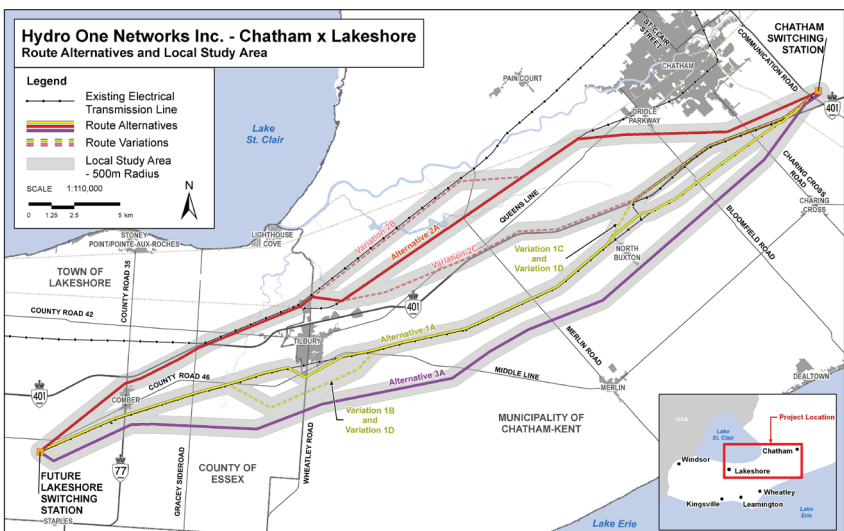 Hydro One Networks Inc. - Chatham x Lakeshore
Route Alternatives and Local Study Area
Legend
Existing Electrical
Transmission Line
Route Alternatives
Route Variations
Local Study Area
- 500m Radius
SCALE 1:110,000
N
0 1.25 2.5 5 km
Lake
St. Clair
PAIN COURT
ST CLAIR
STREET
CHATHAM
COMMUNICATION ROAD
CHATHAM
SWITCHING
STATION
401
ORIOLE
PARKWAY
CHARING CROSS
ROAD
CHARING
CROSS
BLOOMFIELD ROAD
QUEENS LINE
Variation 2B
Alternative 2A
Variation 2C
Variation 1C
and
Variation 1D
NORTH
BUXTON
STONEY
POINT/POINTE-AUX-ROCHES
LIGHTHOUSE
COVE
TOWN OF
LAKESHORE
COUNTY ROAD 35
COUNTY ROAD 42
401
TILBURY
Alternative 1A
MERLIN ROAD
COUNTY ROAD 46
MIDDLE LINE
Alternative 3A
MERLIN
DEALTOWN
401
COMBER
Variation 1B
and
Variation 1D
MUNICIPALITY OF
CHATHAM-KENT
FUTURE
LAKESHORE
SWITCHING
STATION
STAPLES
77
GRACEY SIDEROAD
COUNTY OF
ESSEX
WHEATLEY ROAD
Lake Erie
USA
Project Location
Lake
St. Clair
Chatham
Windsor
Lakeshore
Wheatley
Kingsville
Leamington
Lake
Erie